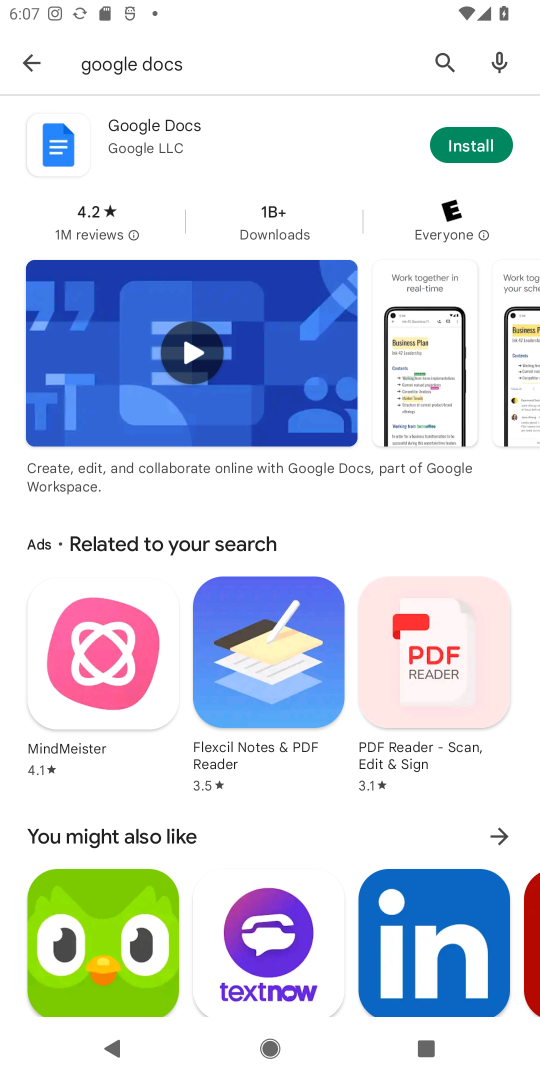 6:07
google docs
Google Docs
Google LLC
Install
4.2★
1M reviews
1B+
Downloads
E
Everyone
Work together in
real-time
Business Plan
Create, edit, and collaborate online with Google Docs, part of Google
Workspace.
Ads • Related to your search
MindMeister
4.1★
Flexcil Notes & PDF
Reader
3.5★
PDF
READER
PDF Reader - Scan,
Edit & Sign
3.1★
You might also like
textnow
in